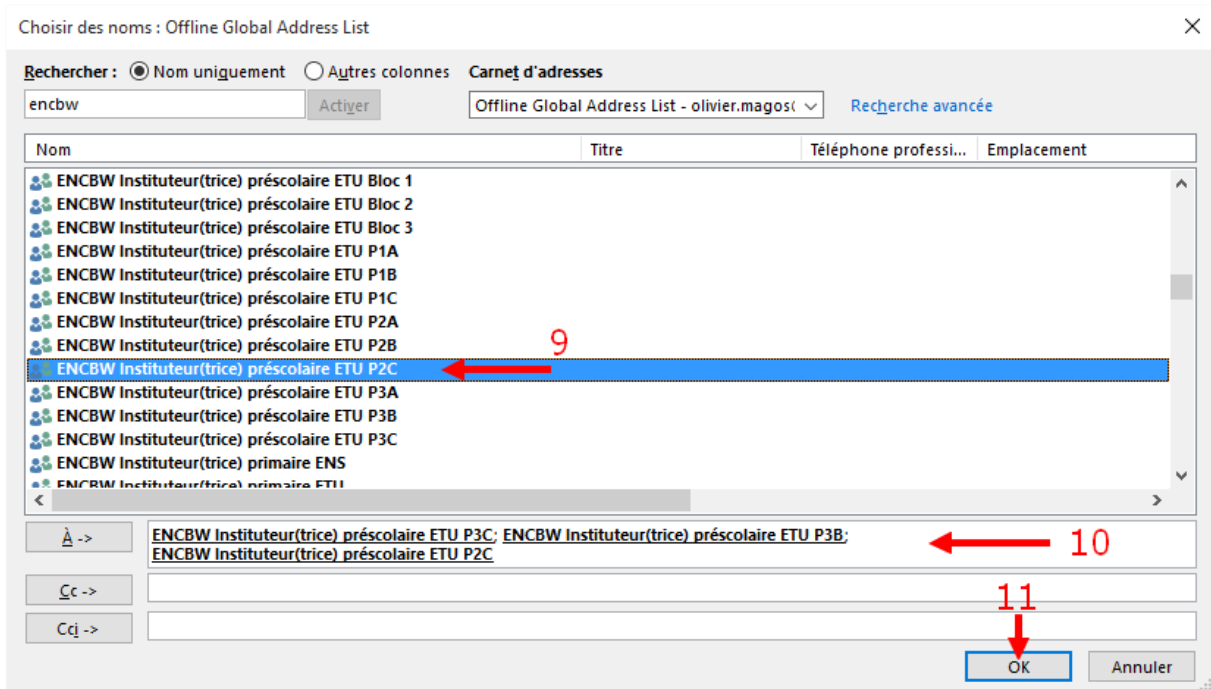 Choisir des noms : Offline Global Address List
Rechercher : Nom uniquement Autres colonnes Carnet d'adresses
encbw Activer Offline Global Address List - olivier.magos( Recherche avancée
Nom Titre Téléphone professi... Emplacement
ENCBW Instituteur(trice) préscolaire ETU Bloc 1
ENCBW Instituteur(trice) préscolaire ETU Bloc 2
ENCBW Instituteur(trice) préscolaire ETU Bloc 3
ENCBW Instituteur(trice) préscolaire ETU P1A
ENCBW Instituteur(trice) préscolaire ETU P1B
ENCBW Instituteur(trice) préscolaire ETU P1C
ENCBW Instituteur(trice) préscolaire ETU P2A
ENCBW Instituteur(trice) préscolaire ETU P2B
9
ENCBW Instituteur(trice) préscolaire ETU P2C
ENCBW Instituteur(trice) préscolaire ETU P3A
ENCBW Instituteur(trice) préscolaire ETU P3B
ENCBW Instituteur(trice) préscolaire ETU P3C
ENCBW Instituteur(trice) primaire ENS
ENCBW Instituteur(trice) primaire ETU
À -> ENCBW Instituteur(trice) préscolaire ETU P3C; ENCBW Instituteur(trice) préscolaire ETU P3B;
ENCBW Instituteur(trice) préscolaire ETU P2C
10
Cc ->
11
Cci ->
OK Annuler